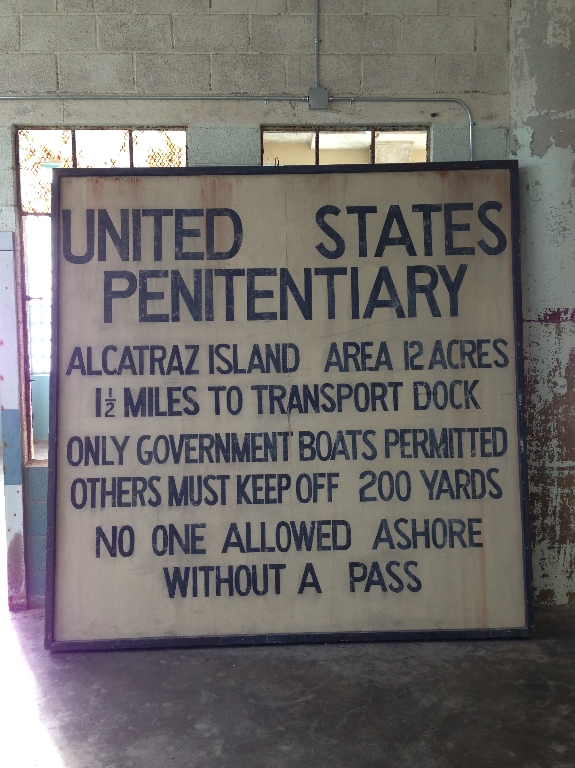 UNITED STATES
PENITENTIARY
ALCATRAZ ISLAND AREA 12 ACRES
1½ MILES TO TRANSPORT DOCK
ONLY GOVERNMENT BOATS PERMITTED
OTHERS MUST KEEP OFF 200 YARDS
NO ONE ALLOWED ASHORE
WITHOUT A PASS